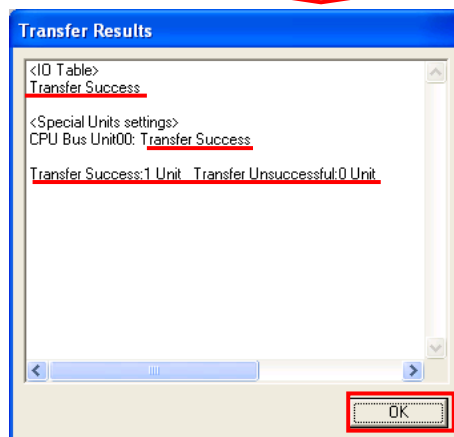 Transfer Results
<IO Table>
Transfer Success
<Special Units settings>
CPU Bus Unit00: Transfer Success
Transfer Success:1 Unit   Transfer Unsuccessful:0 Unit
OK